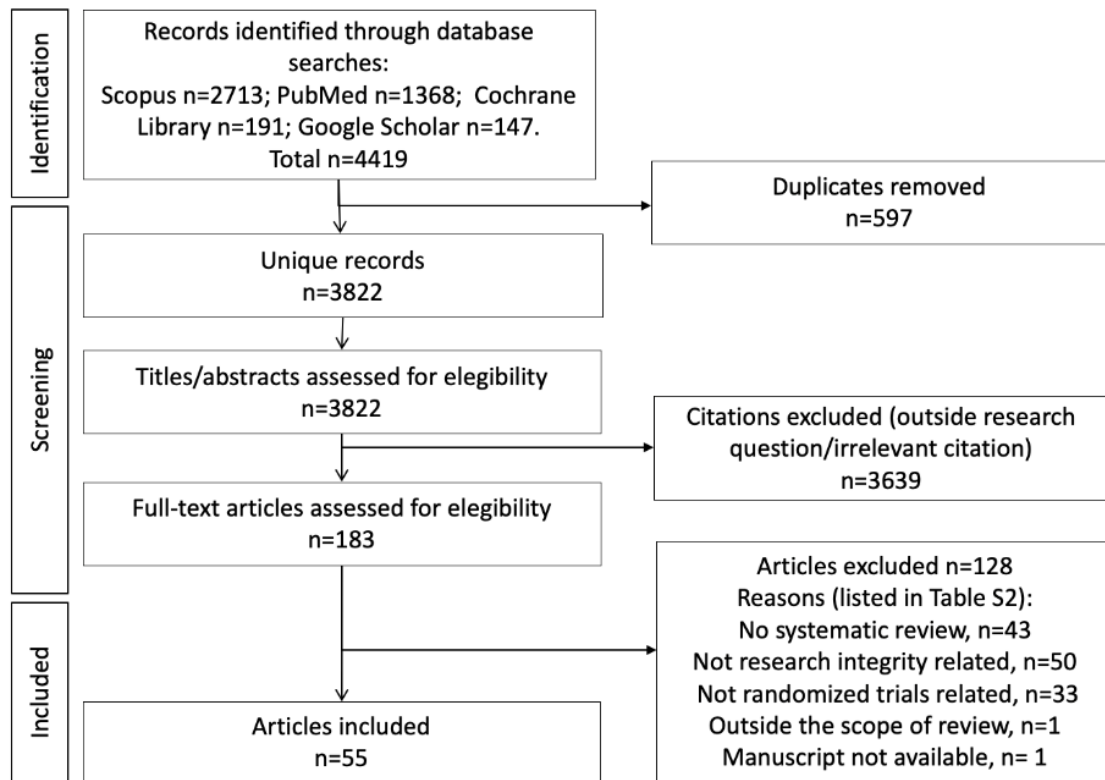 Identification
Records identified through database
searches:
Scopus n=2713; PubMed n=1368; Cochrane
Library n=191; Google Scholar n=147.
Total n=4419
Duplicates removed
n=597
Screening
Unique records
n=3822
Titles/abstracts assessed for elegibility
n=3822
Citations excluded (outside research
question/irrelevant citation)
n=3639
Full-text articles assessed for elegibility
n=183
Articles excluded n=128
Reasons (listed in Table S2):
No systematic review, n=43
Not research integrity related, n=50
Not randomized trials related, n=33
Outside the scope of review, n=1
Manuscript not available, n= 1
Included
Articles included
n=55